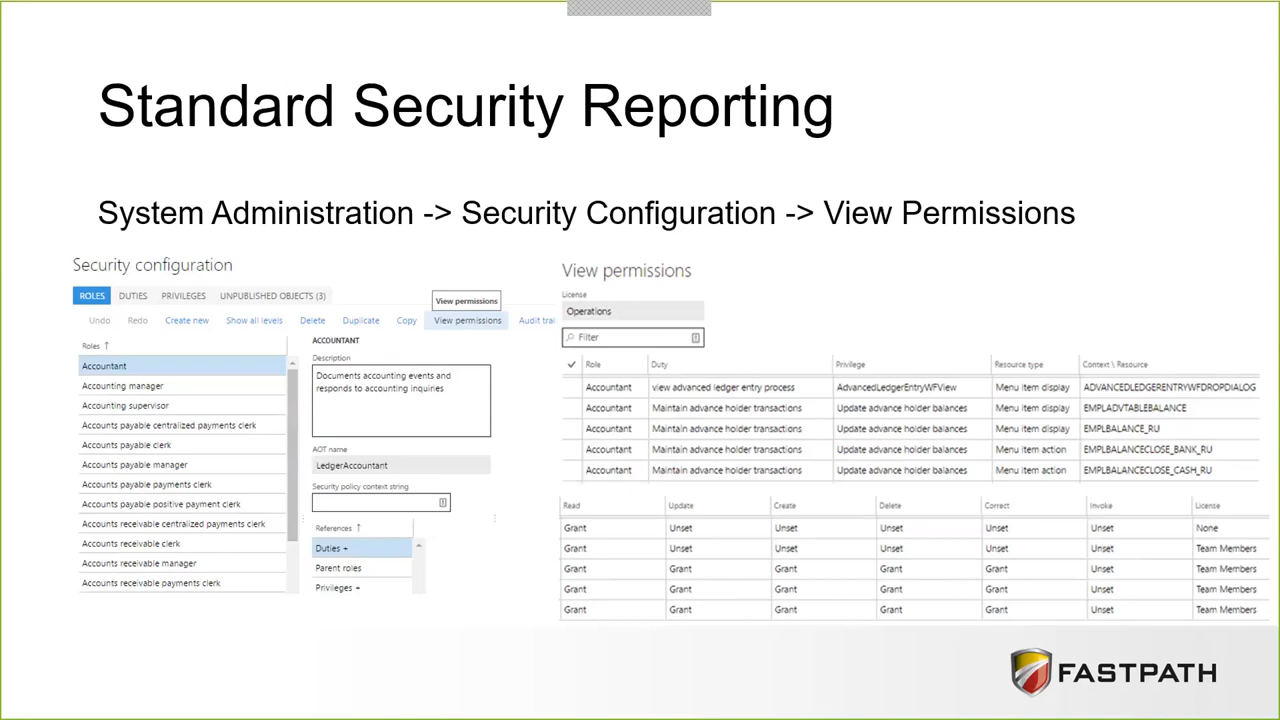 Standard Security Reporting
System Administration -> Security Configuration -> View Permissions
Security configuration
ROLES DUTIES PRIVILEGES UNPUBLISHED OBJECTS (3)
View permissions
Undo Redo Create new Show all levels Delete Duplicate Copy View permissions Audit trai
Roles ↑
Accountant
Accounting manager
Accounting supervisor
Accounts payable centralized payments clerk
Accounts payable clerk
Accounts payable manager
Accounts payable payments clerk
Accounts payable positive payment clerk
Accounts receivable centralized payments clerk
Accounts receivable clerk
Accounts receivable manager
Accounts receivable payments clerk
ACCOUNTANT
Description
Documents accounting events and
responds to accounting inquiries
AOT name
LedgerAccountant
Security policy context string
References ↑
Duties +
Parent roles
Privileges +
View permissions
License
Operations
Filter
✓ Role Duty Privilege Resource type Context \ Resource
Accountant view advanced ledger entry process AdvancedLedgerEntryWFView Menu item display ADVANCEDLEDGERENTRYWFDROPDIALOG
Accountant Maintain advance holder transactions Update advance holder balances Menu item display EMPLADVTABLEBALANCE
Accountant Maintain advance holder transactions Update advance holder balances Menu item display EMPLBALANCE_RU
Accountant Maintain advance holder transactions Update advance holder balances Menu item action EMPLBALANCECLOSE_BANK_RU
Accountant Maintain advance holder transactions Update advance holder balances Menu item action EMPLBALANCECLOSE_CASH_RU
Read Update Create Delete Correct Invoke License
Grant Unset Unset Unset Unset Unset None
Grant Unset Unset Unset Unset Unset Team Members
Grant Grant Grant Grant Grant Unset Team Members
Grant Grant Grant Grant Grant Unset Team Members
Grant Grant Grant Grant Grant Unset Team Members
FASTPATH